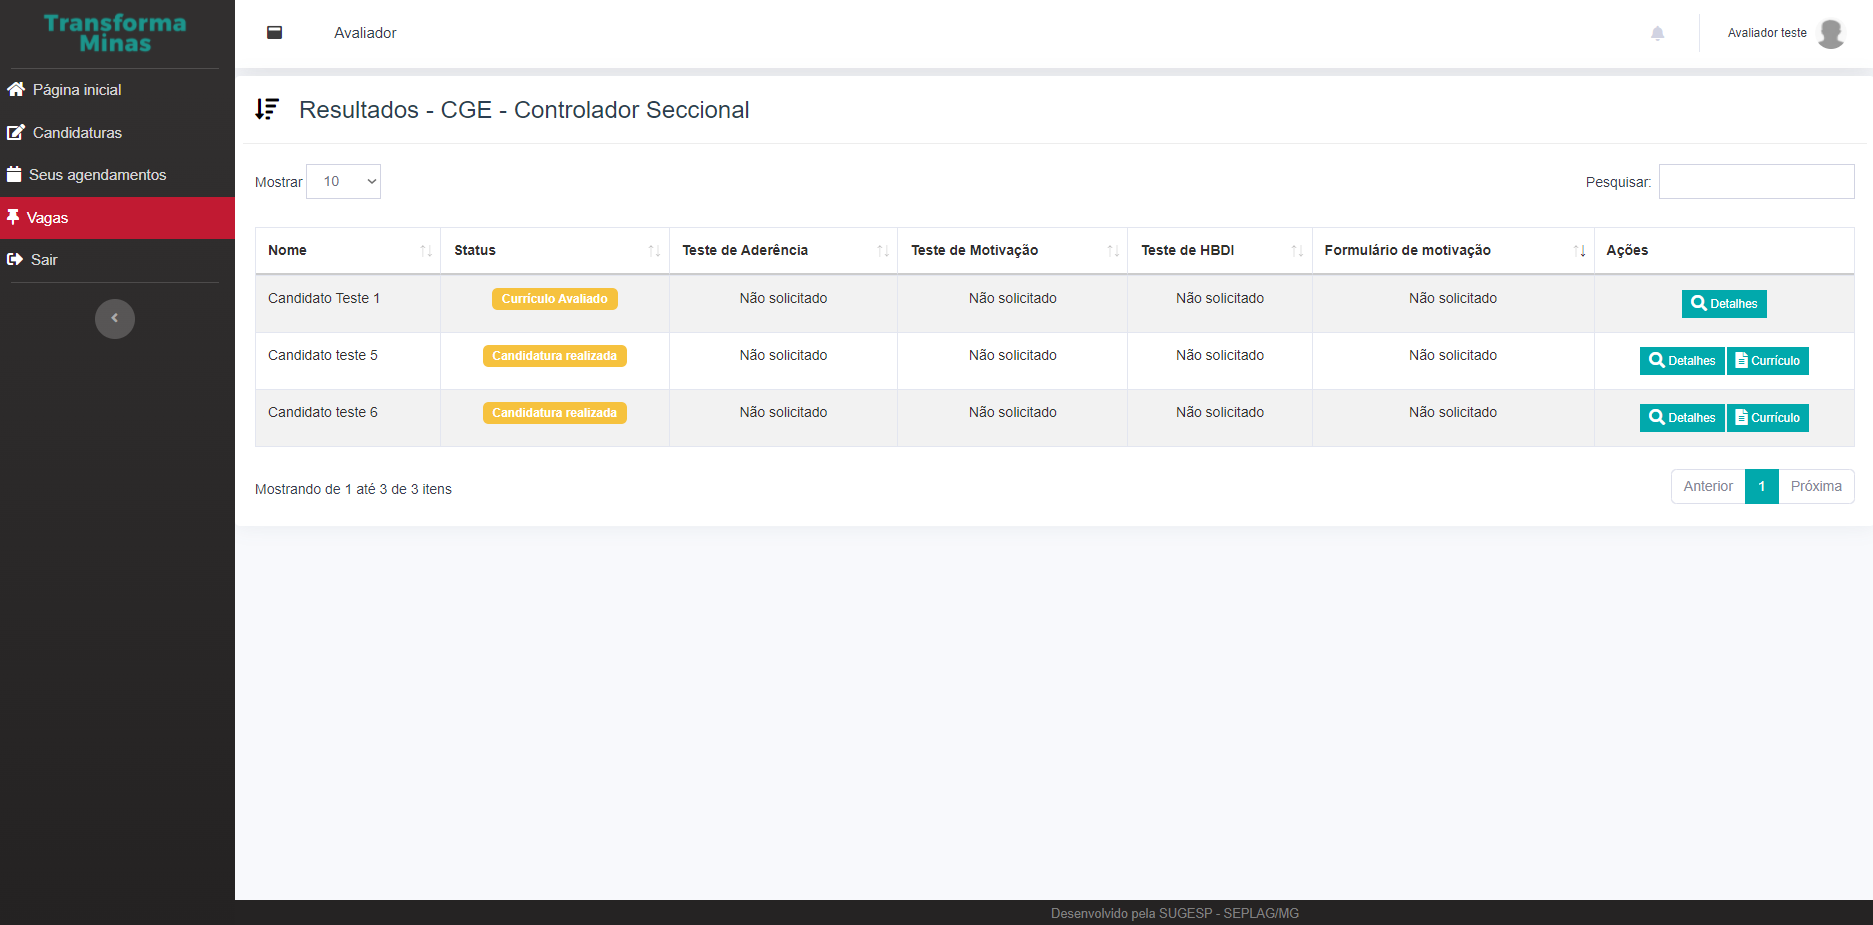 Transforma
Minas
Página inicial
Candidaturas
Seus agendamentos
Vagas
Sair
Avaliador
Avaliador teste
Resultados - CGE - Controlador Seccional
Mostrar 10
Pesquisar:
Nome Status Teste de Aderência Teste de Motivação Teste de HBDI Formulário de motivação Ações
Candidato Teste 1 Currículo Avaliado Não solicitado Não solicitado Não solicitado Não solicitado Detalhes
Candidato teste 5 Candidatura realizada Não solicitado Não solicitado Não solicitado Não solicitado Detalhes Currículo
Candidato teste 6 Candidatura realizada Não solicitado Não solicitado Não solicitado Não solicitado Detalhes Currículo
Mostrando de 1 até 3 de 3 itens
Anterior 1 Próxima
Desenvolvido pela SUGESP - SEPLAG/MG